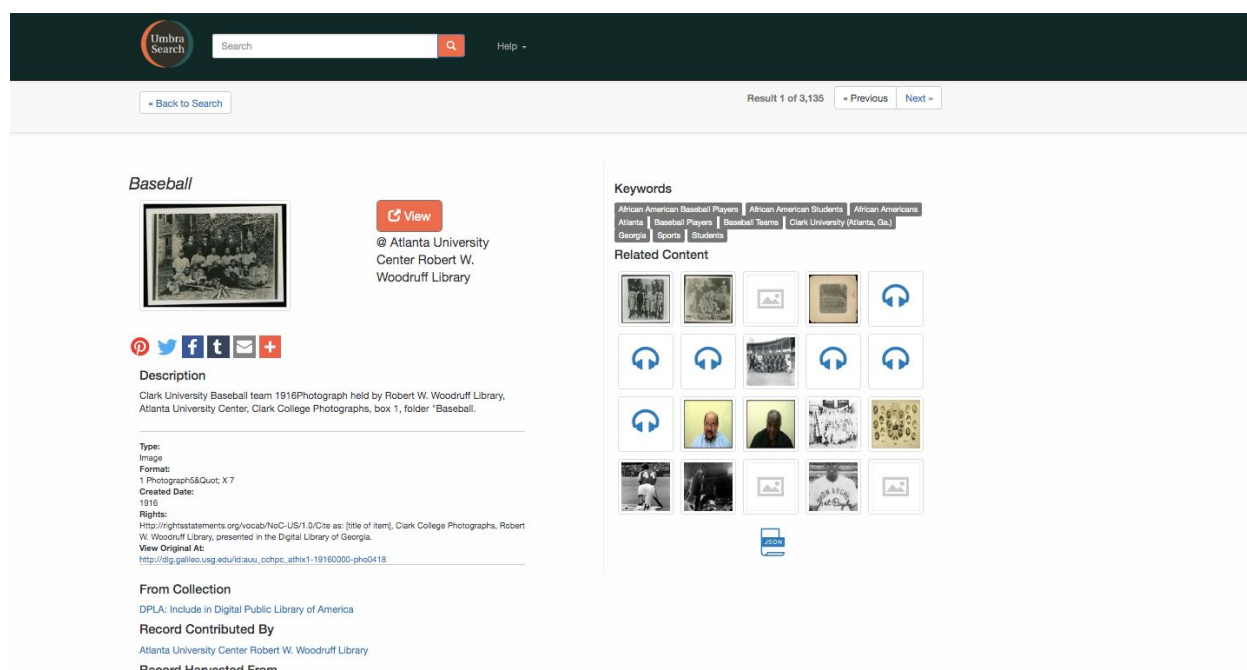 Umbra
Search
Search
Help
« Back to Search
Result 1 of 3,135
« Previous
Next »
Baseball
View
@ Atlanta University
Center Robert W.
Woodruff Library
Description
Clark University Baseball team 1916Photograph held by Robert W. Woodruff Library,
Atlanta University Center, Clark College Photographs, box 1, folder "Baseball.
Type:
Image
Format:
1 Photograph5&Quot; X 7
Created Date:
1916
Rights:
Http://rightsstatements.org/vocab/NoC-US/1.0/Cite as: [title of item], Clark College Photographs, Robert
W. Woodruff Library, presented in the Digital Library of Georgia.
View Original At:
http://dlg.galileo.usg.edu/id:auu_cchpc_athlx1-19160000-pho0416
From Collection
DPLA: Include in Digital Public Library of America
Record Contributed By
Atlanta University Center Robert W. Woodruff Library
Record Harvested From
Keywords
African American Baseball Players African American Students African Americans
Atlanta Baseball Players Baseball Teams Clark University (Atlanta, Ga.)
Georgia Sports Students
Related Content
44
JSON